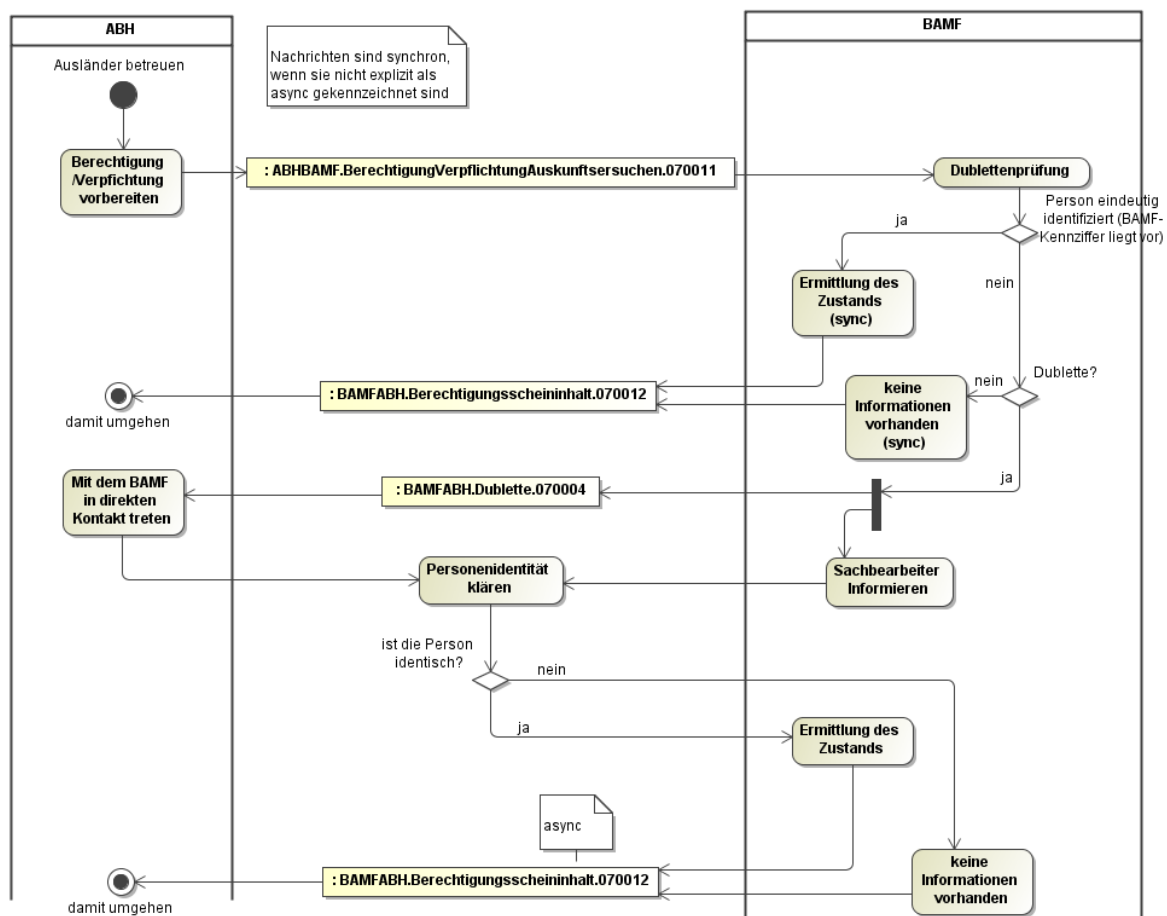 ABH
BAMF
Ausländer betreuen
Nachrichten sind synchron,
wenn sie nicht explizit als
async gekennzeichnet sind
Berechtigung
/Verpfichtung
vorbereiten
: ABHBAMF.BerechtigungVerpflichtungAuskunftsersuchen.070011
Dublettenprüfung
Person eindeutig
identifiziert (BAMF-
Kennziffer liegt vor)
ja
nein
Ermittlung des
Zustands
(sync)
Dublette?
nein
keine
Informationen
vorhanden
(sync)
: BAMFABH.Berechtigungsscheininhalt.070012
damit umgehen
ja
Mit dem BAMF
in direkten
Kontakt treten
: BAMFABH.Dublette.070004
Personenidentität
klären
Sachbearbeiter
Informieren
ist die Person
identisch?
nein
ja
Ermittlung des
Zustands
async
: BAMFABH.Berechtigungsscheininhalt.070012
keine
Informationen
vorhanden
damit umgehen